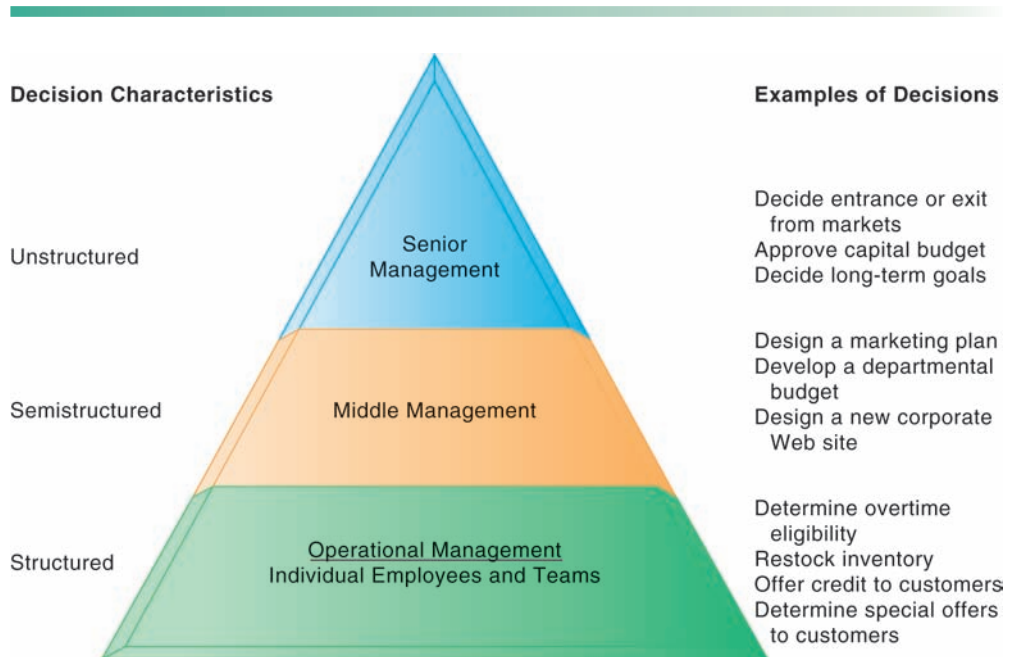 Decision Characteristics
Examples of Decisions
Unstructured
Senior
Management
Decide entrance or exit
from markets
Approve capital budget
Decide long-term goals
Semistructured
Middle Management
Design a marketing plan
Develop a departmental
budget
Design a new corporate
Web site
Structured
Operational Management
Individual Employees and Teams
Determine overtime
eligibility
Restock inventory
Offer credit to customers
Determine special offers
to customers